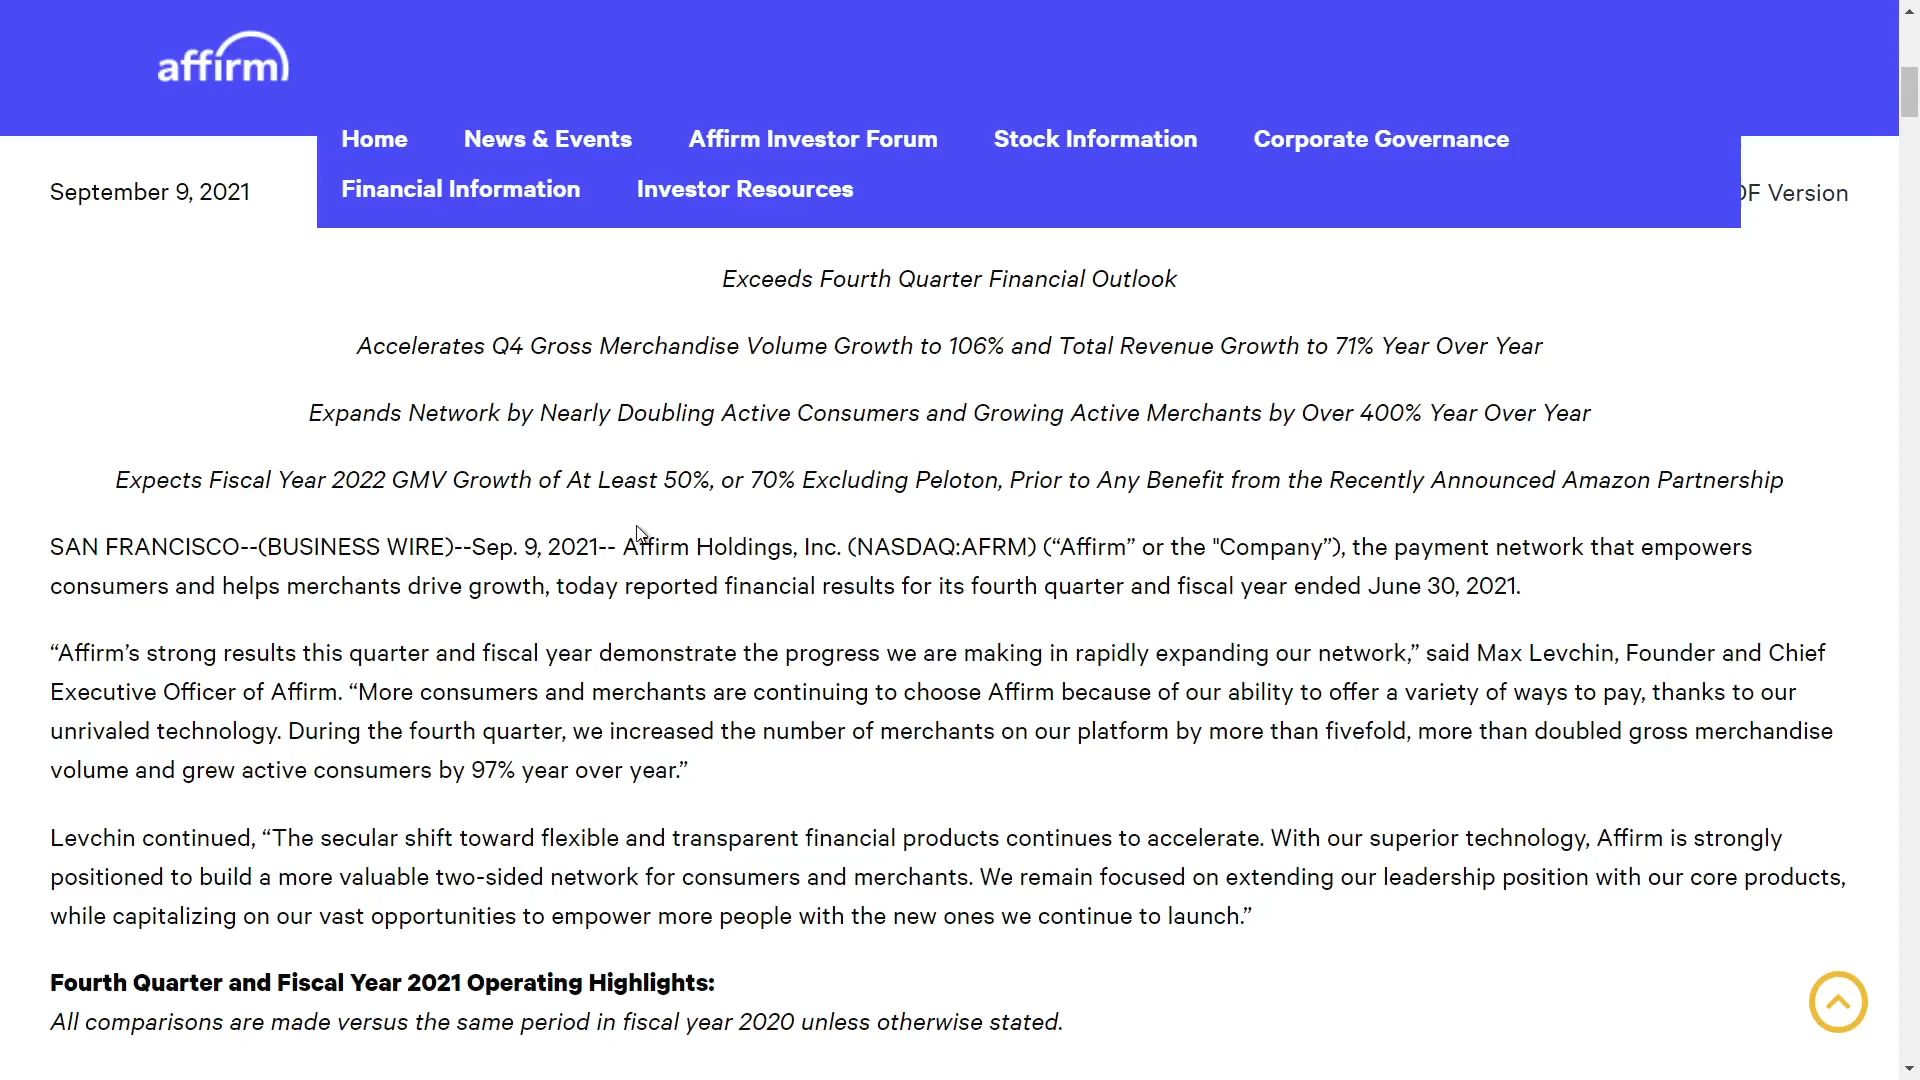 affirm
Home News & Events Affirm Investor Forum Stock Information Corporate Governance
Financial Information Investor Resources
September 9, 2021
Version
Exceeds Fourth Quarter Financial Outlook
Accelerates Q4 Gross Merchandise Volume Growth to 106% and Total Revenue Growth to 71% Year Over Year
Expands Network by Nearly Doubling Active Consumers and Growing Active Merchants by Over 400% Year Over Year
Expects Fiscal Year 2022 GMV Growth of At Least 50%, or 70% Excluding Peloton, Prior to Any Benefit from the Recently Announced Amazon Partnership
SAN FRANCISCO--(BUSINESS WIRE)--Sep. 9, 2021-- Affirm Holdings, Inc. (NASDAQ:AFRM) (“Affirm” or the "Company”), the payment network that empowers
consumers and helps merchants drive growth, today reported financial results for its fourth quarter and fiscal year ended June 30, 2021.
“Affirm’s strong results this quarter and fiscal year demonstrate the progress we are making in rapidly expanding our network,” said Max Levchin, Founder and Chief
Executive Officer of Affirm. “More consumers and merchants are continuing to choose Affirm because of our ability to offer a variety of ways to pay, thanks to our
unrivaled technology. During the fourth quarter, we increased the number of merchants on our platform by more than fivefold, more than doubled gross merchandise
volume and grew active consumers by 97% year over year.”
Levchin continued, “The secular shift toward flexible and transparent financial products continues to accelerate. With our superior technology, Affirm is strongly
positioned to build a more valuable two-sided network for consumers and merchants. We remain focused on extending our leadership position with our core products,
while capitalizing on our vast opportunities to empower more people with the new ones we continue to launch.”
Fourth Quarter and Fiscal Year 2021 Operating Highlights:
All comparisons are made versus the same period in fiscal year 2020 unless otherwise stated.